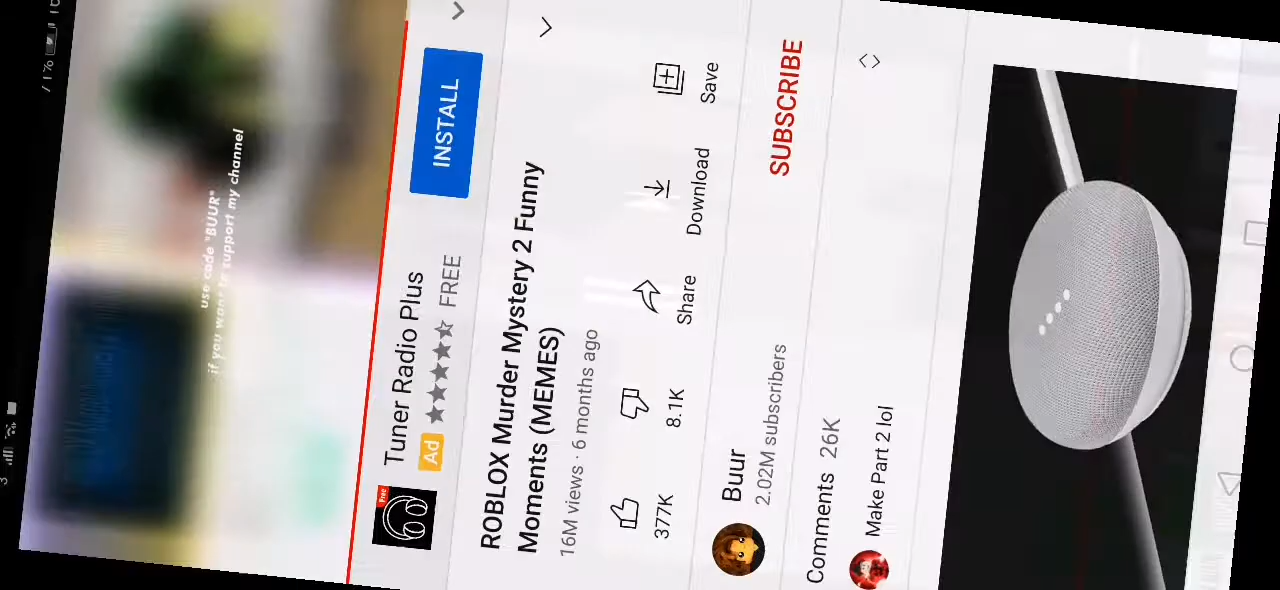 71%
use code "BUUR"
if you want to support my channel
Free
Tuner Radio Plus
Ad ★★★★☆ FREE
INSTALL
ROBLOX Murder Mystery 2 Funny
Moments (MEMES)
16M views · 6 months ago
377K
8.1K
Share
Download
Save
Buur
2.02M subscribers
SUBSCRIBE
Comments 26K
Make Part 2 lol